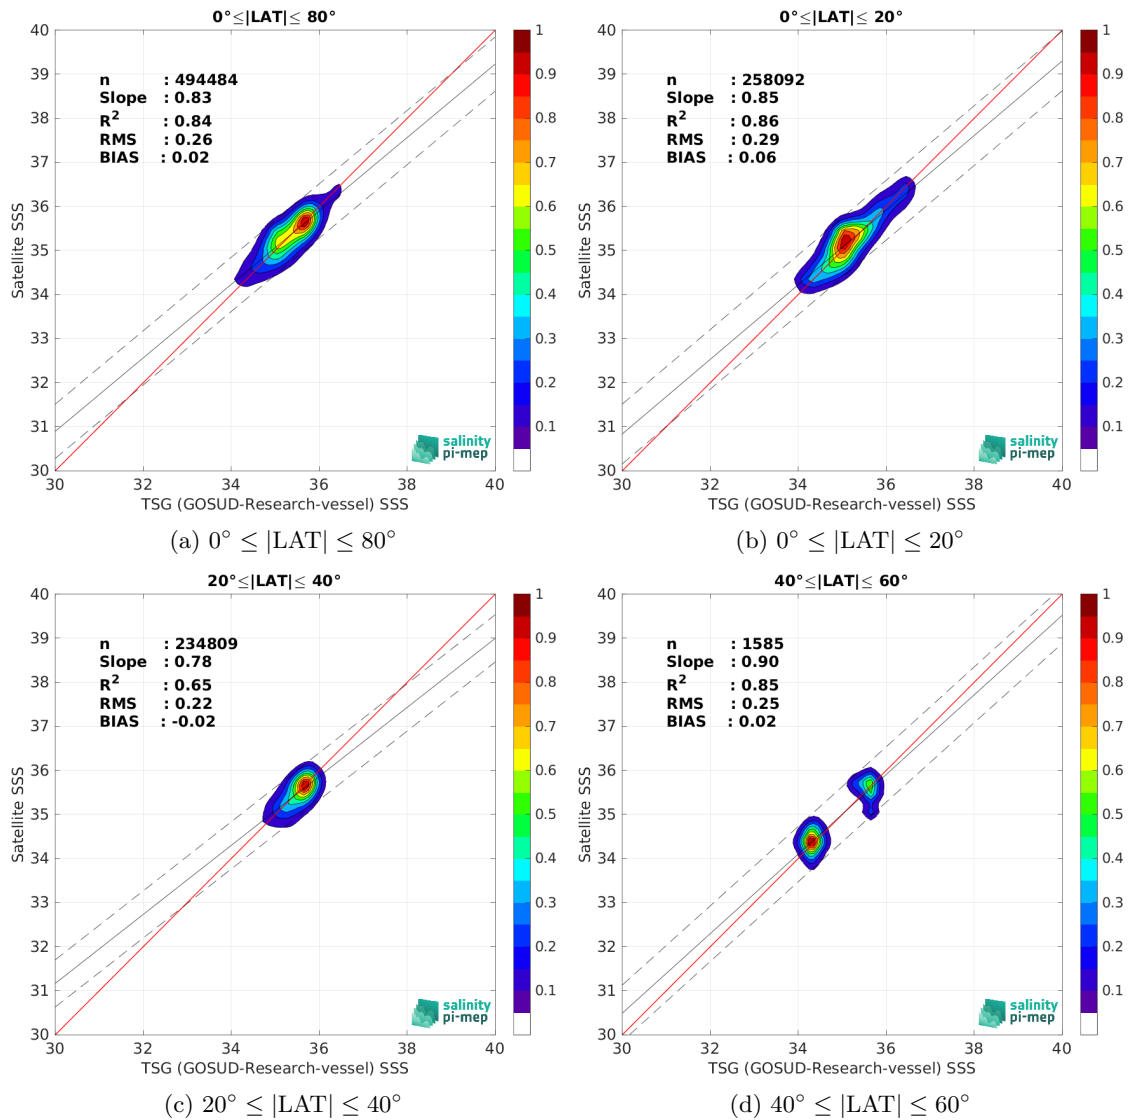 0°≤|LAT|≤ 80°
40
39
38
37
36
35
34
33
32
31
30
Satellite SSS
n : 494484
Slope : 0.83
R² : 0.84
RMS : 0.26
BIAS : 0.02
salinity
pi-mep
30 32 34 36 38 40
TSG (GOSUD-Research-vessel) SSS
1
0.9
0.8
0.7
0.6
0.5
0.4
0.3
0.2
0.1
(a) 0° ≤ |LAT| ≤ 80°
0°≤|LAT|≤ 20°
40
39
38
37
36
35
34
33
32
31
30
Satellite SSS
n : 258092
Slope : 0.85
R² : 0.86
RMS : 0.29
BIAS : 0.06
salinity
pi-mep
30 32 34 36 38 40
TSG (GOSUD-Research-vessel) SSS
1
0.9
0.8
0.7
0.6
0.5
0.4
0.3
0.2
0.1
(b) 0° ≤ |LAT| ≤ 20°
20°≤|LAT|≤ 40°
40
39
38
37
36
35
34
33
32
31
30
Satellite SSS
n : 234809
Slope : 0.78
R² : 0.65
RMS : 0.22
BIAS : -0.02
salinity
pi-mep
30 32 34 36 38 40
TSG (GOSUD-Research-vessel) SSS
1
0.9
0.8
0.7
0.6
0.5
0.4
0.3
0.2
0.1
(c) 20° ≤ |LAT| ≤ 40°
40°≤|LAT|≤ 60°
40
39
38
37
36
35
34
33
32
31
30
Satellite SSS
n : 1585
Slope : 0.90
R² : 0.85
RMS : 0.25
BIAS : 0.02
salinity
pi-mep
30 32 34 36 38 40
TSG (GOSUD-Research-vessel) SSS
1
0.9
0.8
0.7
0.6
0.5
0.4
0.3
0.2
0.1
(d) 40° ≤ |LAT| ≤ 60°